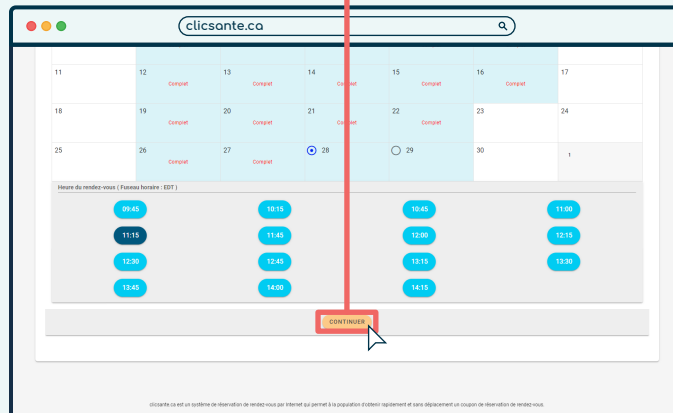 clicsante.ca
11 12 13 14 15 16 17
Complet Complet Complet Complet Complet
18 19 20 21 22 23 24
Complet Complet Complet Complet
25 26 27 28 29 30 1
Complet Complet
Heure du rendez-vous ( Fuseau horaire : EDT )
09:45 10:15 10:45 11:00
11:15 11:45 12:00 12:15
12:30 12:45 13:15 13:30
13:45 14:00 14:15
CONTINUER
clicsante.ca est un système de réservation de rendez-vous par Internet qui permet à la population d'obtenir rapidement et sans déplacement un coupon de réservation de rendez-vous.